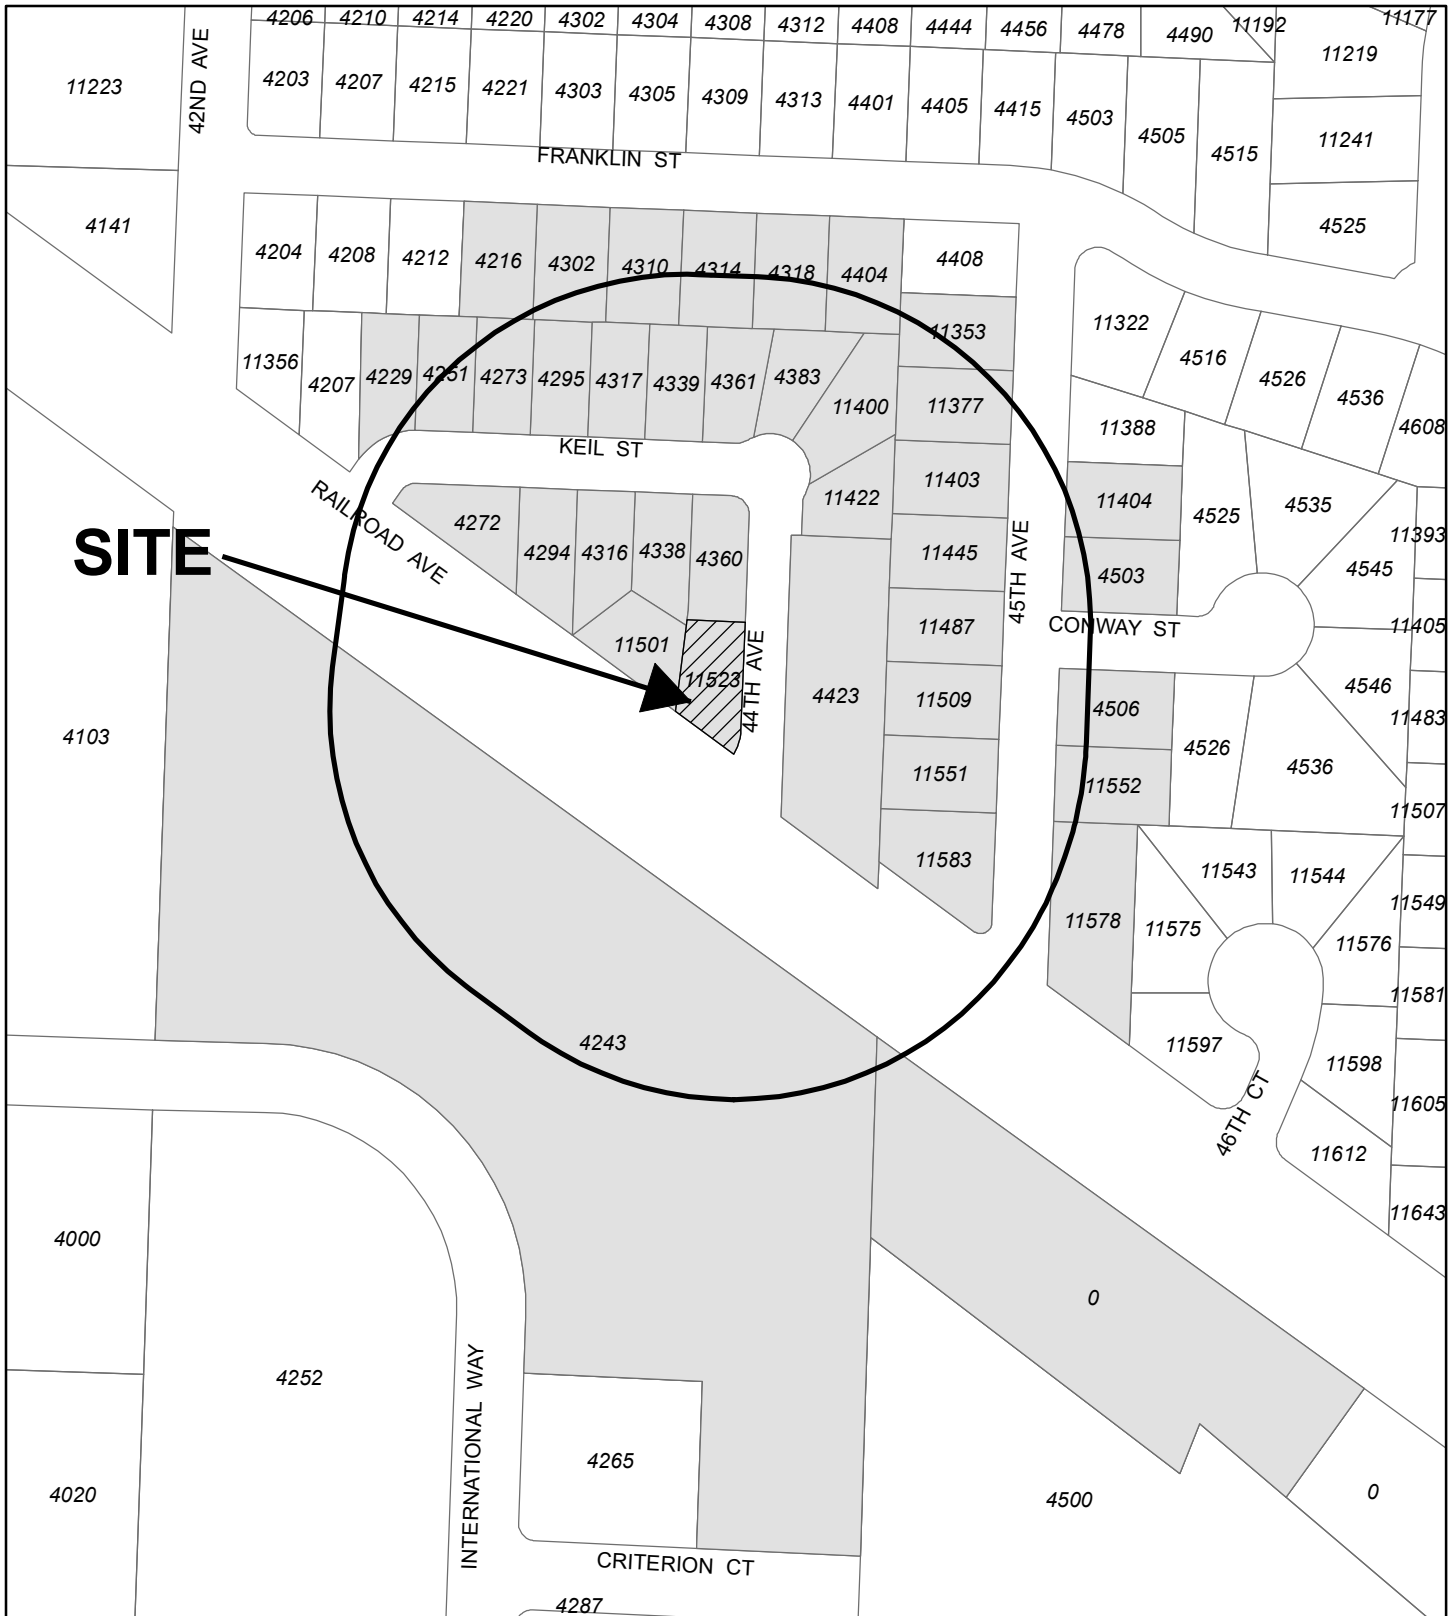 4206 4210 4214 4220 4302 4304 4308 4312 4408 4444 4456 4478 4490 11192 11177
11223 42ND AVE 4203 4207 4215 4221 4303 4305 4309 4313 4401 4405 4415 4503 4505 4515 11219
11241
FRANKLIN ST
4141 4525
4204 4208 4212 4216 4302 4310 4314 4318 4404 4408
11353 11322
11356 4207 4229 4251 4273 4295 4317 4339 4361 4383 11400 11377 4516 4526 4536 4608
KEIL ST 11388
RAILROAD AVE 11422 11403 11404 4525 4535 11393
SITE 4272 4294 4316 4338 4360 11445 45TH AVE 4503 4545
11501 11487 CONWAY ST 11405
11523 44TH AVE 4423 11509 4506 4546 11483
4103 11551 11552 4526 4536 11507
11583 11543 11544 11549
11578 11575 11576
11581
4243 11597 11598
46TH CT 11605
11612
4000 11643
0
4252 INTERNATIONAL WAY
4265
4020 4500 0
CRITERION CT
4287